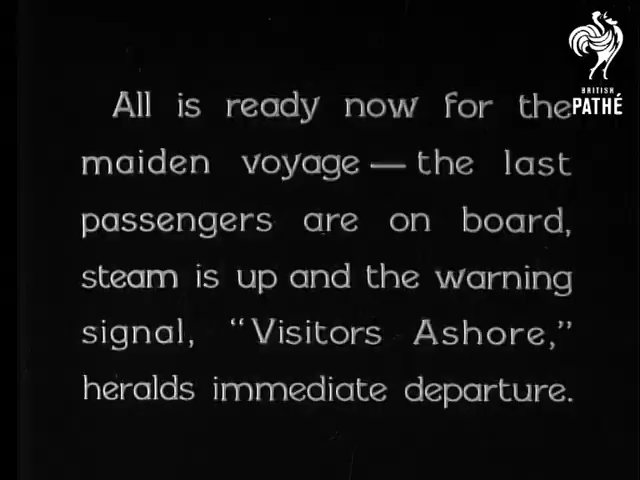 BRITISH
PATHÉ
All is ready now for the
maiden voyage — the last
passengers are on board,
steam is up and the warning
signal, “Visitors Ashore,”
heralds immediate departure.